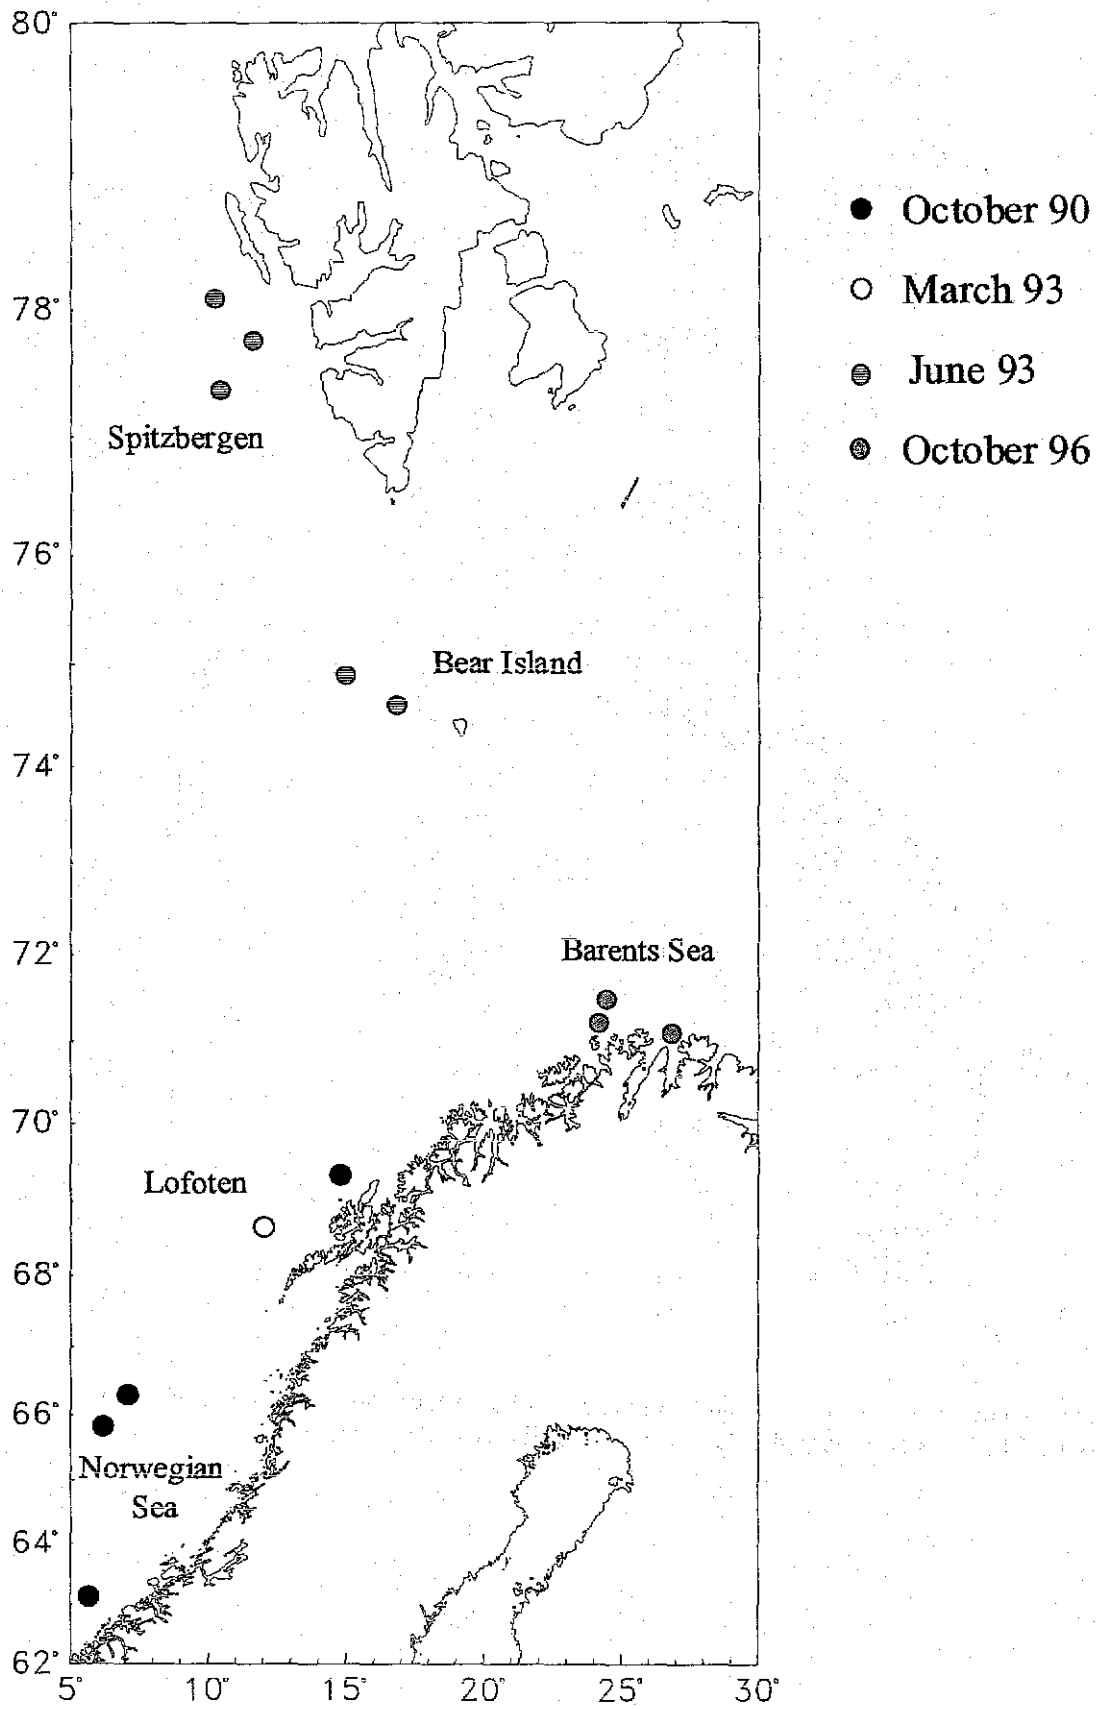 80°
October 90
March 93
78°
June 93
Spitzbergen
October 96
76°
Bear Island
74°
72°
Barents Sea
70°
Lofoten
68°
66°
Norwegian
Sea
64°
62°
5° 10° 15° 20° 25° 30°